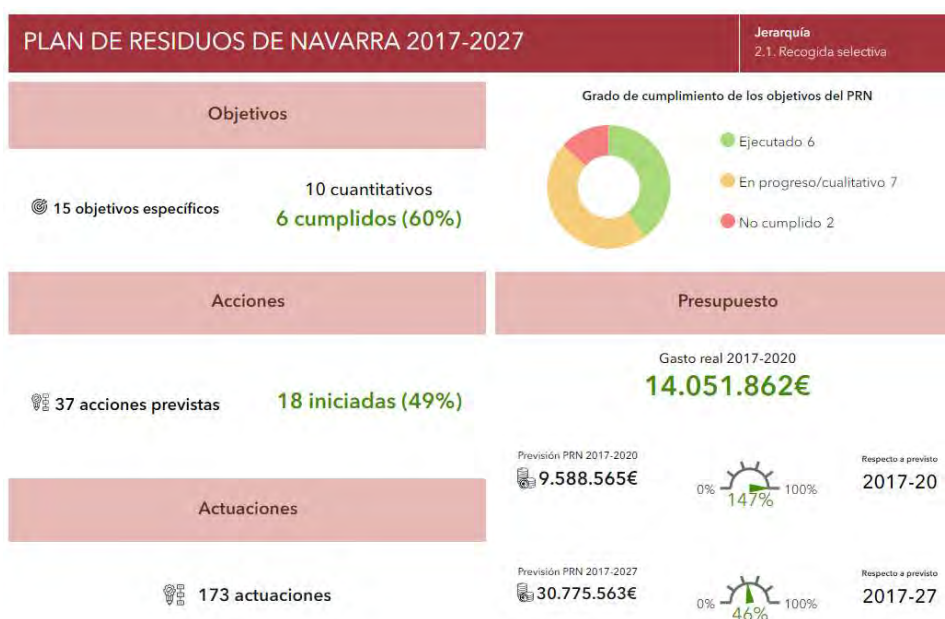 PLAN DE RESIDUOS DE NAVARRA 2017-2027
Jerarquía
2.1. Recogida selectiva
Objetivos
15 objetivos específicos
10 cuantitativos
6 cumplidos (60%)
Grado de cumplimiento de los objetivos del PRN
Ejecutado 6
En progreso/cualitativo 7
No cumplido 2
Acciones
37 acciones previstas
18 iniciadas (49%)
Presupuesto
Gasto real 2017-2020
14.051.862€
Previsión PRN 2017-2020
9.588.565€
0%
147%
100%
Respecto a previsto
2017-20
Actuaciones
173 actuaciones
Previsión PRN 2017-2027
30.775.563€
0%
46%
100%
Respecto a previsto
2017-27